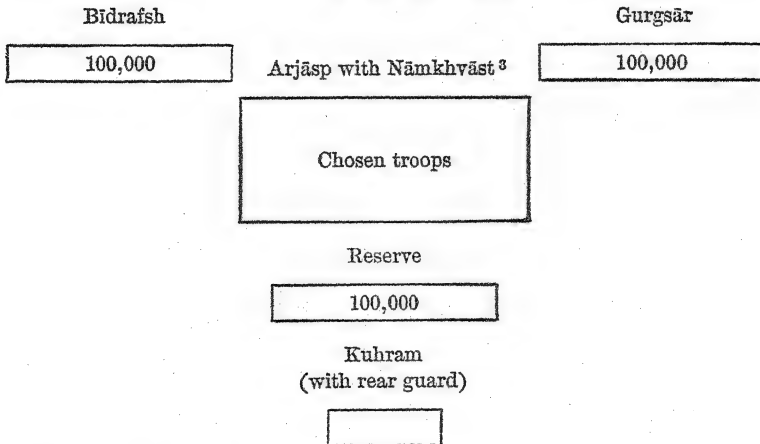 Bīdrafsh
Gurgsār
100,000
Arjāsp with Nāmkhvāst ³
100,000
Chosen troops
Reserve
100,000
Kuhram
(with rear guard)